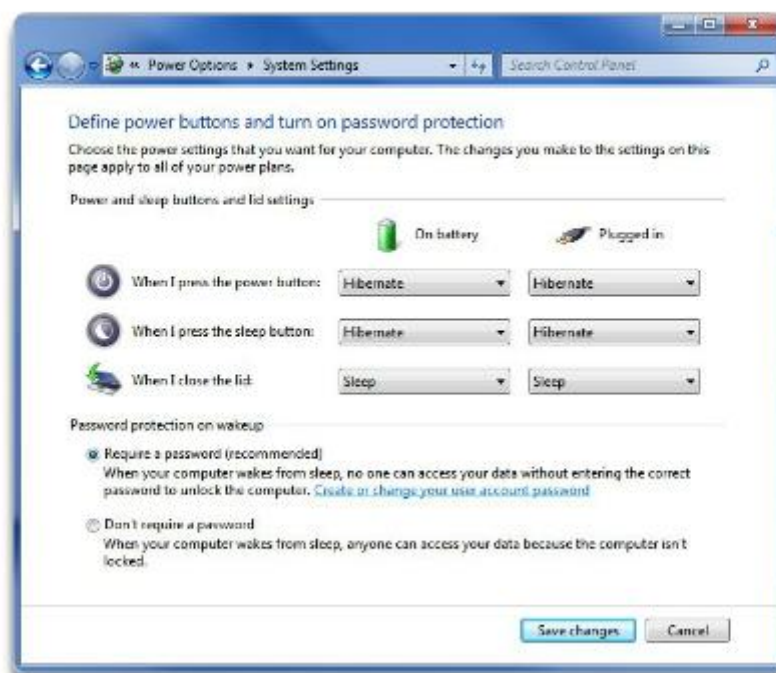 « Power Options ▸ System Settings
Search Control Panel
Define power buttons and turn on password protection
Choose the power settings that you want for your computer. The changes you make to the settings on this
page apply to all of your power plans.
Power and sleep buttons and lid settings
On battery Plugged in
When I press the power button: Hibernate Hibernate
When I press the sleep button: Hibernate Hibernate
When I close the lid: Sleep Sleep
Password protection on wakeup
Require a password (recommended)
When your computer wakes from sleep, no one can access your data without entering the correct
password to unlock the computer. Create or change your user account password
Don't require a password
When your computer wakes from sleep, anyone can access your data because the computer isn't
locked.
Save changes Cancel